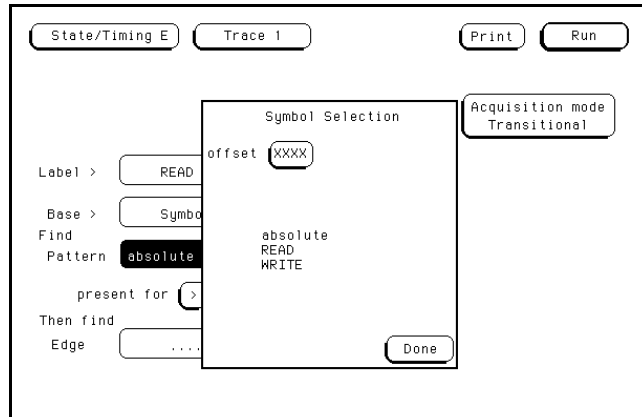 State/Timing E Trace 1 Print Run
Acquisition mode
Transitional
Symbol Selection
offset XXXX
Label > READ
Base > Symbo
Find
Pattern absolute
absolute
READ
WRITE
present for >
Then find
Edge ....
Done